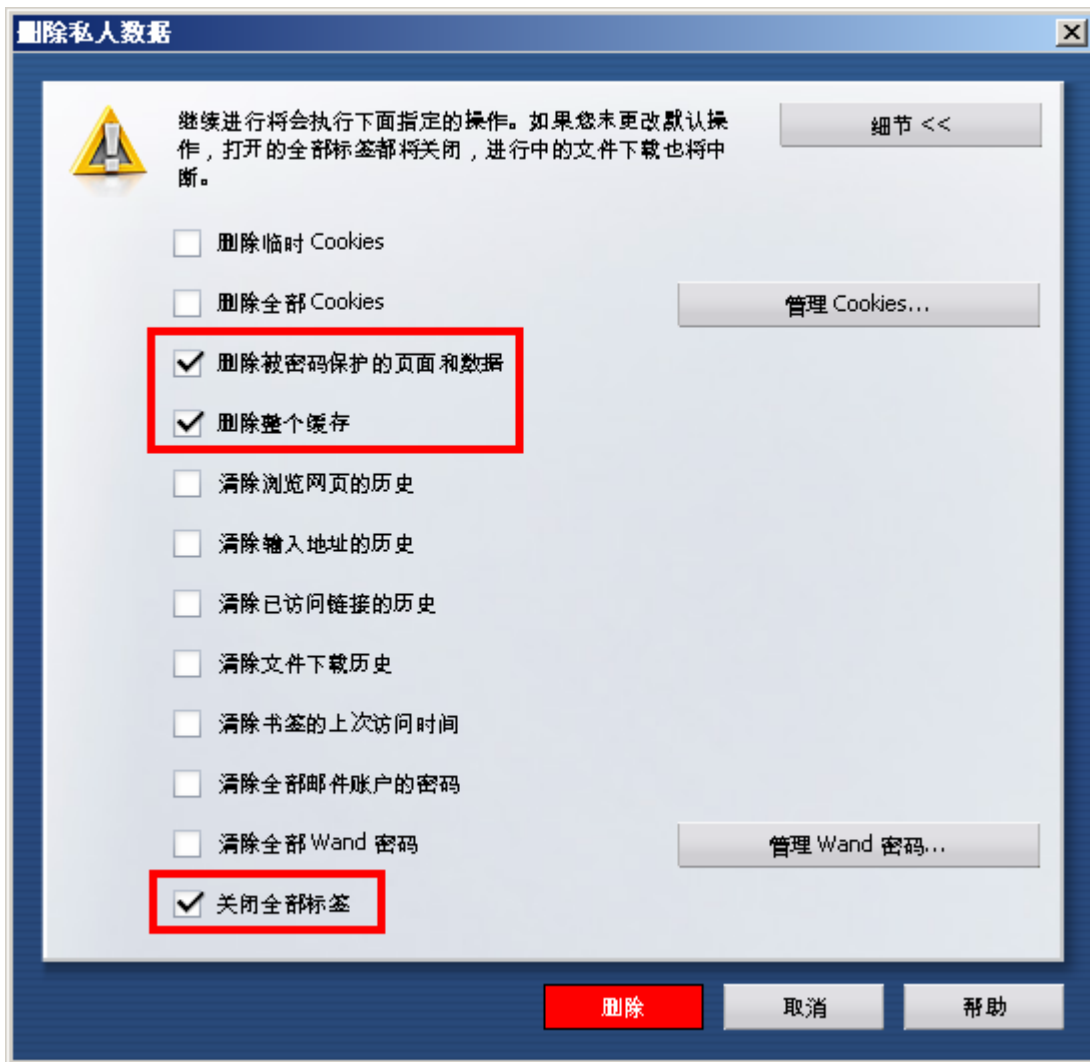 删除私人数据
继续进行将会执行下面指定的操作。如果您未更改默认操
作，打开的全部标签都将关闭，进行中的文件下载也将中
断。
细节 <<
删除临时 Cookies
删除全部 Cookies
管理 Cookies...
删除被密码保护的页面和数据
删除整个缓存
清除浏览网页的历史
清除输入地址的历史
清除已访问链接的历史
清除文件下载历史
清除书签的上次访问时间
清除全部邮件账户的密码
清除全部 Wand 密码
管理 Wand 密码...
关闭全部标签
删除
取消
帮助